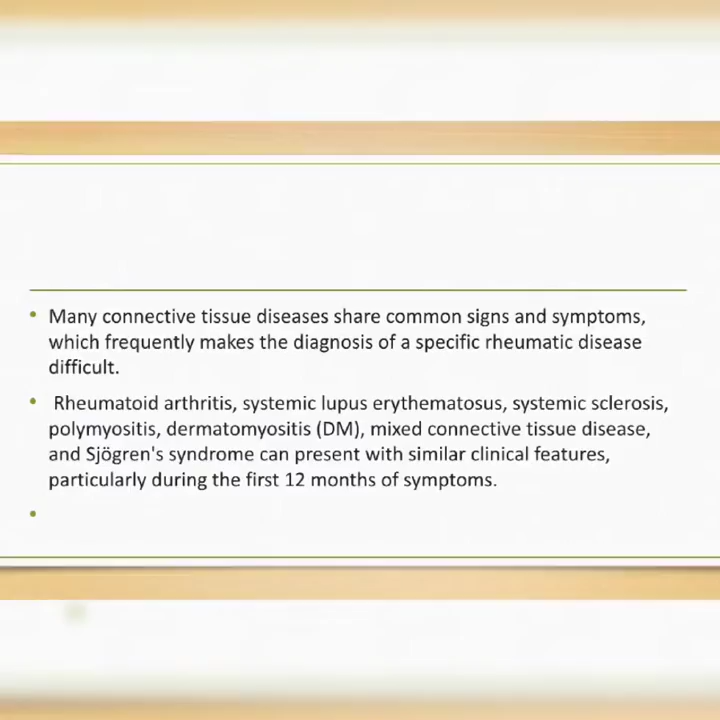 Many connective tissue diseases share common signs and symptoms,
which frequently makes the diagnosis of a specific rheumatic disease
difficult.
Rheumatoid arthritis, systemic lupus erythematosus, systemic sclerosis,
polymyositis, dermatomyositis (DM), mixed connective tissue disease,
and Sjögren's syndrome can present with similar clinical features,
particularly during the first 12 months of symptoms.